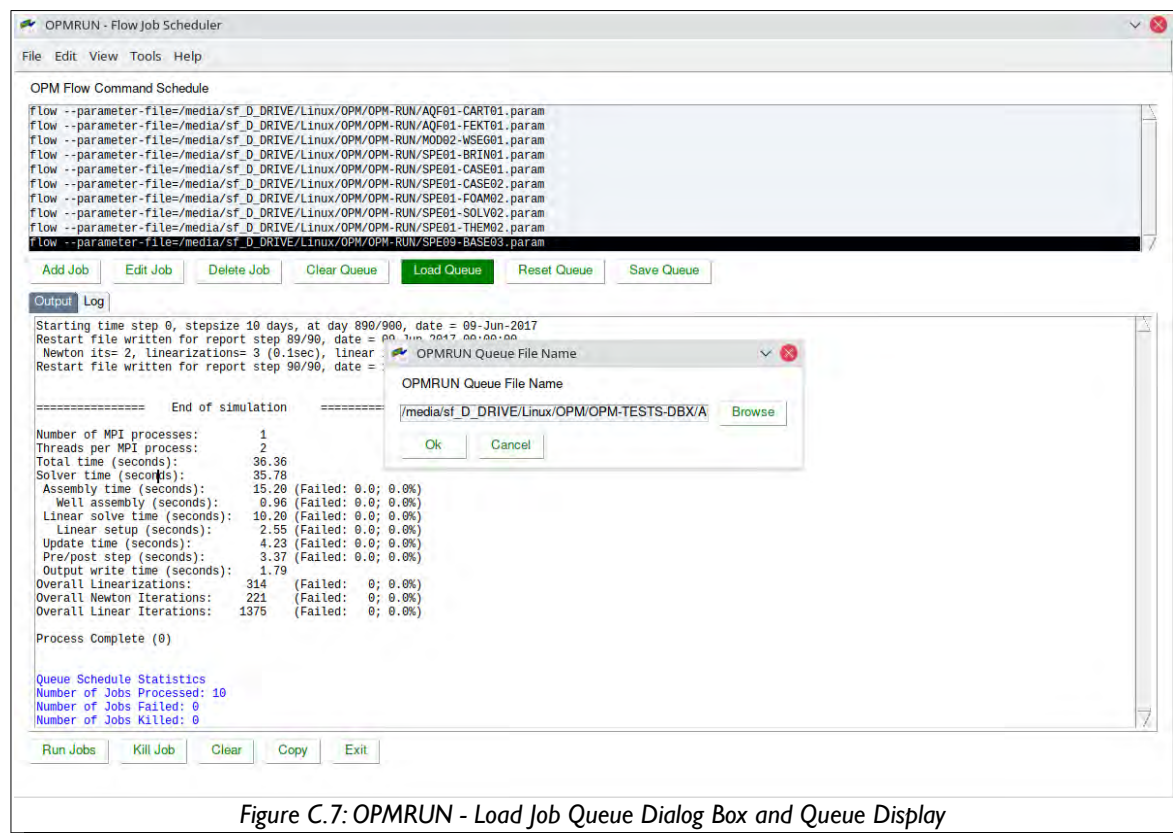 OPMRUN - Flow Job Scheduler
File Edit View Tools Help
OPM Flow Command Schedule
flow --parameter-file=/media/sf_D_DRIVE/Linux/OPM/OPM-RUN/AQF01-CART01.param
flow --parameter-file=/media/sf_D_DRIVE/Linux/OPM/OPM-RUN/AQF01-FEKT01.param
flow --parameter-file=/media/sf_D_DRIVE/Linux/OPM/OPM-RUN/MOD02-WSEG01.param
flow --parameter-file=/media/sf_D_DRIVE/Linux/OPM/OPM-RUN/SPE01-BRIN01.param
flow --parameter-file=/media/sf_D_DRIVE/Linux/OPM/OPM-RUN/SPE01-CASE01.param
flow --parameter-file=/media/sf_D_DRIVE/Linux/OPM/OPM-RUN/SPE01-CASE02.param
flow --parameter-file=/media/sf_D_DRIVE/Linux/OPM/OPM-RUN/SPE01-FOAM02.param
flow --parameter-file=/media/sf_D_DRIVE/Linux/OPM/OPM-RUN/SPE01-SOLV02.param
flow --parameter-file=/media/sf_D_DRIVE/Linux/OPM/OPM-RUN/SPE01-THEM02.param
flow --parameter-file=/media/sf_D_DRIVE/Linux/OPM/OPM-RUN/SPE09-BASE03.param
Add Job Edit Job Delete Job Clear Queue Load Queue Reset Queue Save Queue
Output Log
Starting time step 0, stepsize 10 days, at day 890/900, date = 09-Jun-2017
Restart file written for report step 89/90, date = 09-Jun-2017 00:00:00
Newton its= 2, linearizations= 3 (0.1sec), linear
Restart file written for report step 90/90, date =
================ End of simulation ==========
Number of MPI processes: 1
Threads per MPI process: 2
Total time (seconds): 36.36
Solver time (seconds): 35.78
Assembly time (seconds): 15.20 (Failed: 0.0; 0.0%)
Well assembly (seconds): 0.96 (Failed: 0.0; 0.0%)
Linear solve time (seconds): 10.20 (Failed: 0.0; 0.0%)
Linear setup (seconds): 2.55 (Failed: 0.0; 0.0%)
Update time (seconds): 4.23 (Failed: 0.0; 0.0%)
Pre/post step (seconds): 3.37 (Failed: 0.0; 0.0%)
Output write time (seconds): 1.79
Overall Linearizations: 314 (Failed: 0; 0.0%)
Overall Newton Iterations: 221 (Failed: 0; 0.0%)
Overall Linear Iterations: 1375 (Failed: 0; 0.0%)
Process Complete (0)
Queue Schedule Statistics
Number of Jobs Processed: 10
Number of Jobs Failed: 0
Number of Jobs Killed: 0
OPMRUN Queue File Name
OPMRUN Queue File Name
/media/sf_D_DRIVE/Linux/OPM/OPM-TESTS-DBX/A Browse
Ok Cancel
Run Jobs Kill Job Clear Copy Exit
Figure C.7: OPMRUN - Load Job Queue Dialog Box and Queue Display